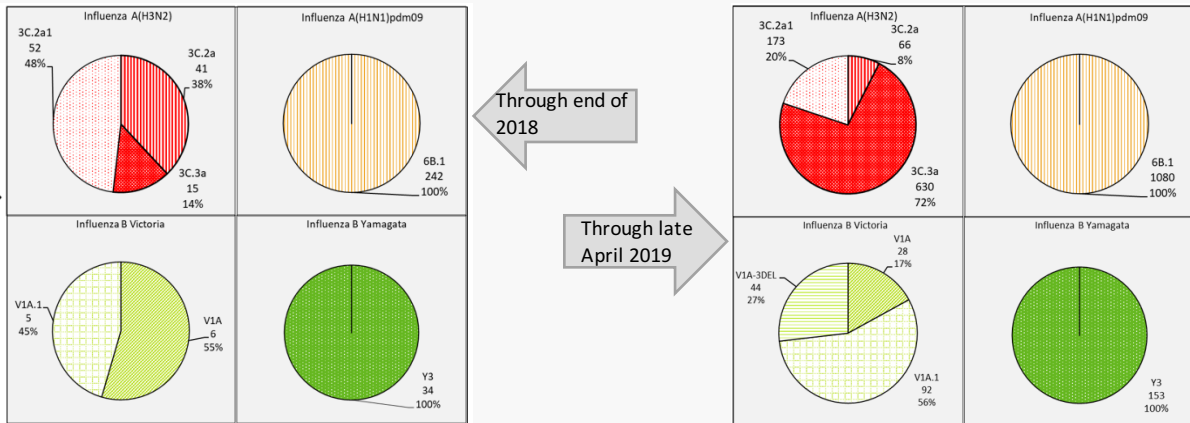 Influenza A(H3N2)
3C.2a1
52
48%
3C.2a
41
38%
3C.3a
15
14%
Influenza A(H1N1)pdm09
6B.1
242
100%
Influenza B Victoria
V1A.1
5
45%
V1A
6
55%
Influenza B Yamagata
Y3
34
100%
Through end of
2018
Through late
April 2019
Influenza A(H3N2)
3C.2a1
173
20%
3C.2a
66
8%
3C.3a
630
72%
Influenza A(H1N1)pdm09
6B.1
1080
100%
Influenza B Victoria
V1A
28
17%
V1A-3DEL
44
27%
V1A.1
92
56%
Influenza B Yamagata
Y3
153
100%